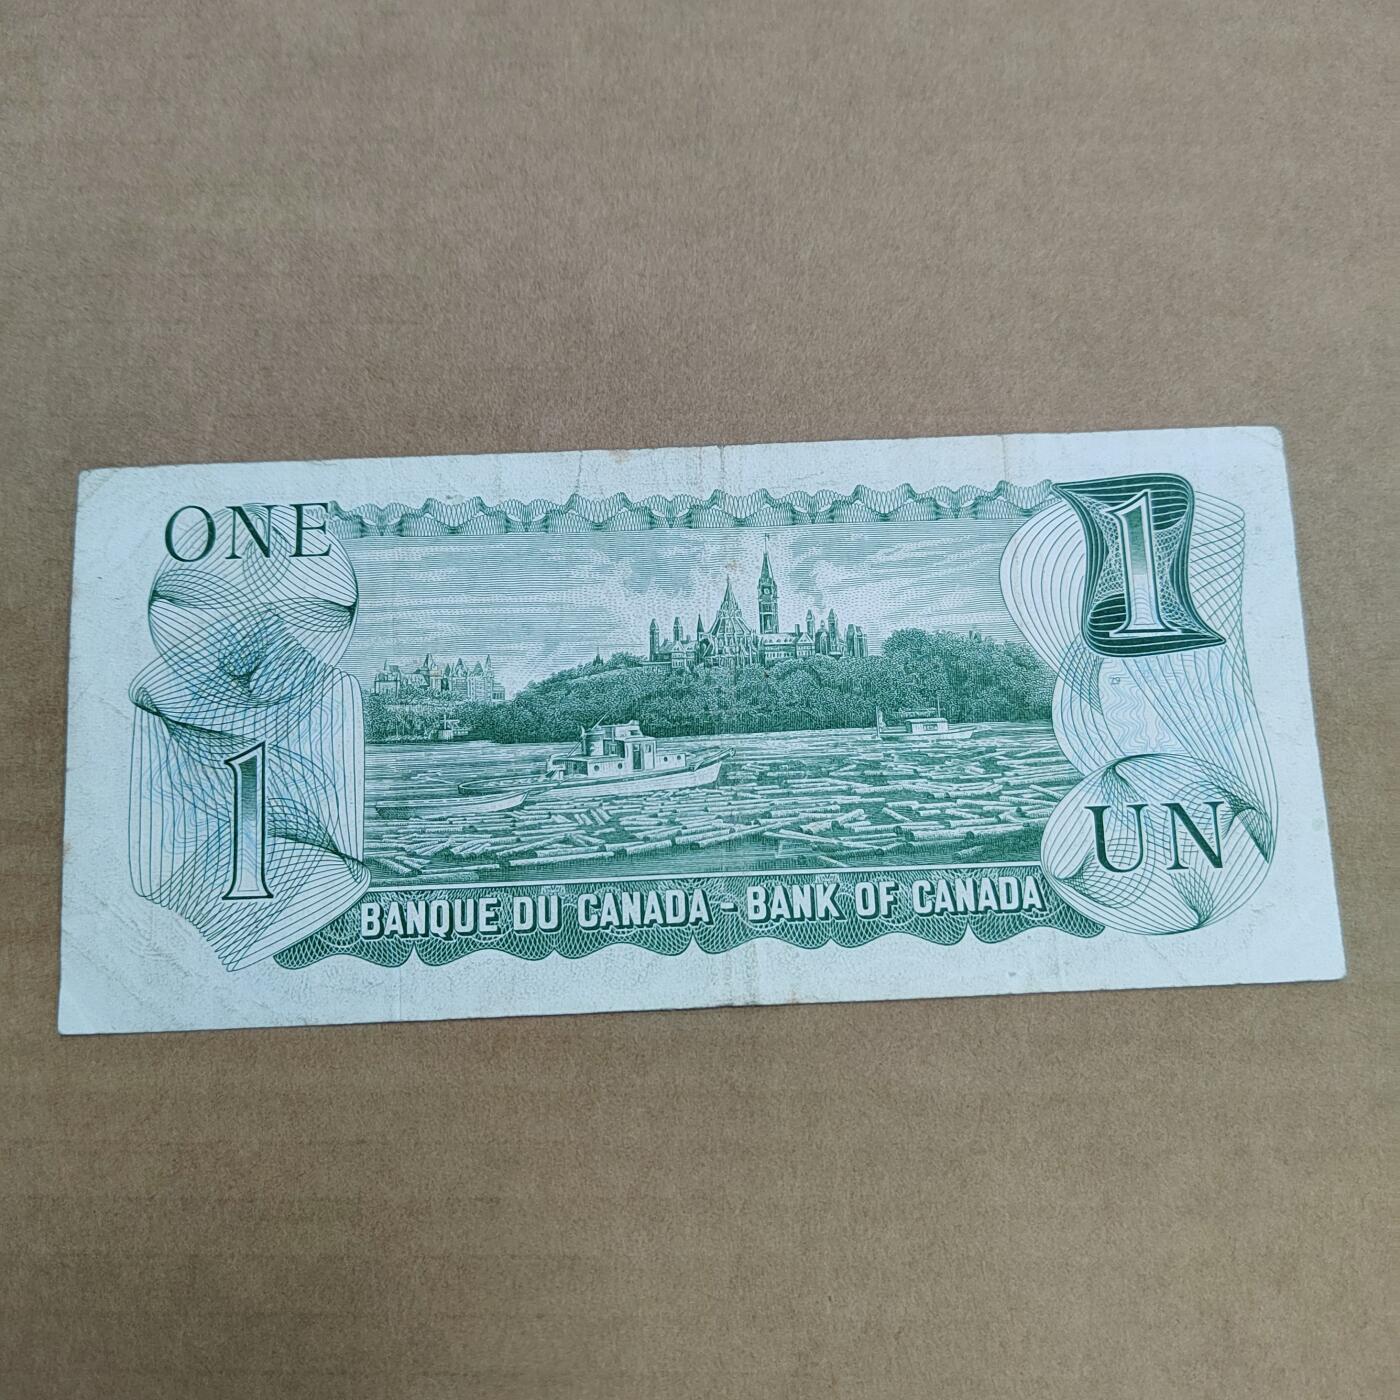 ONE
1
1
UN
BANQUE DU CANADA - BANK OF CANADA